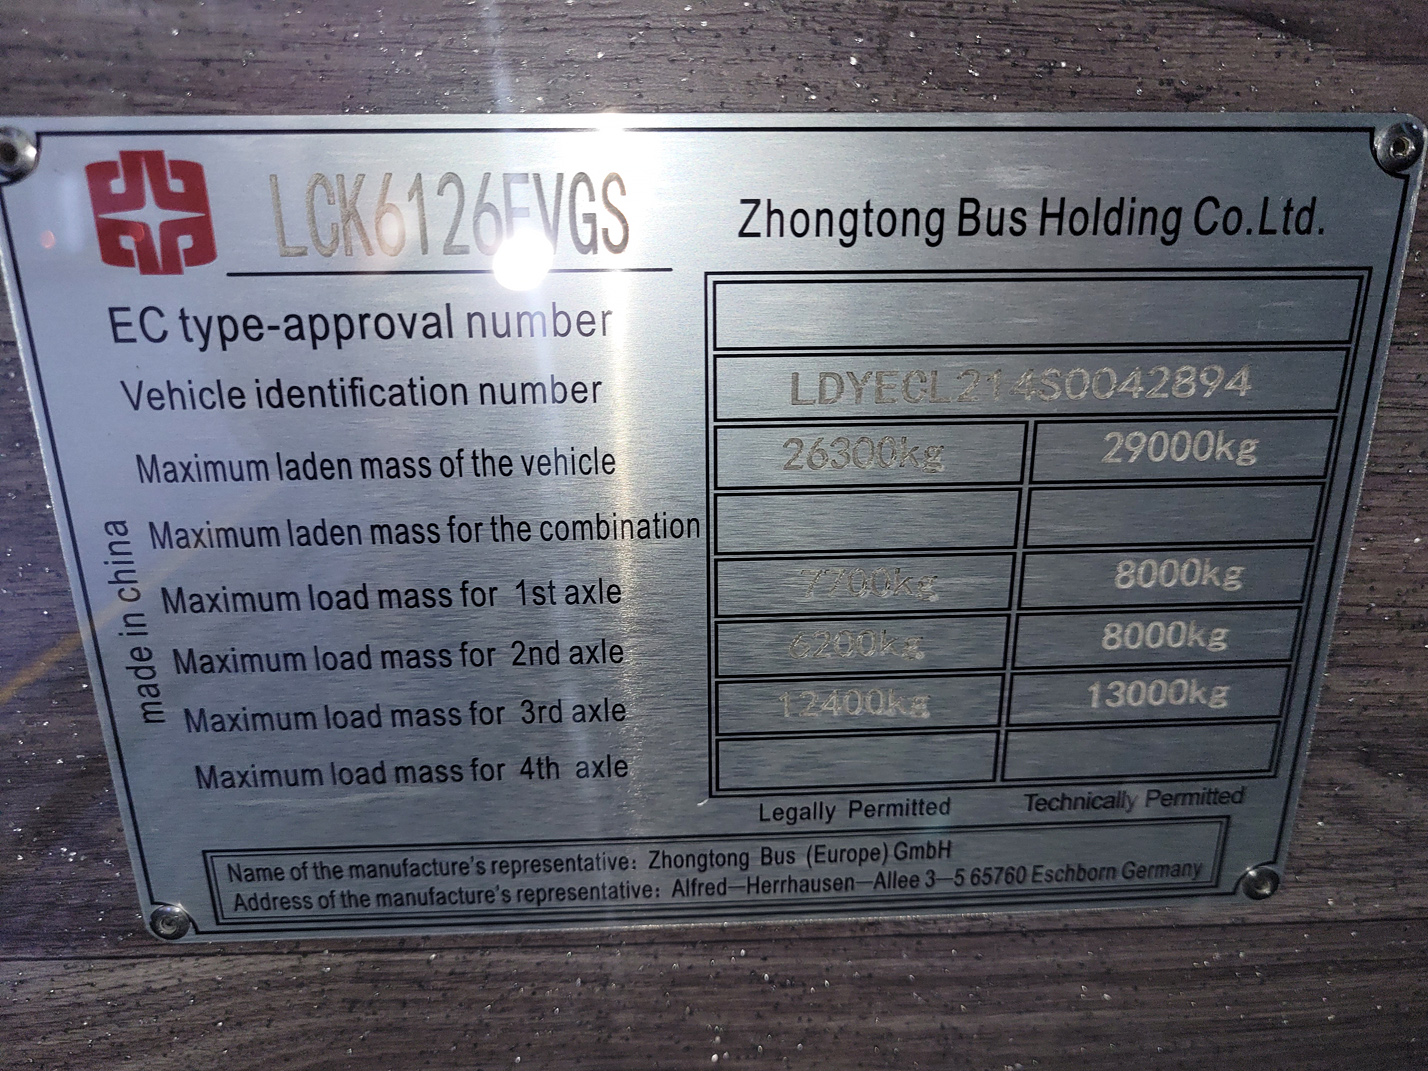 LCK6126EVGS
Zhongtong Bus Holding Co.Ltd.
EC type-approval number
Vehicle identification number LDYECL214S0042894
Maximum laden mass of the vehicle 26300kg 29000kg
Maximum laden mass for the combination
Maximum load mass for 1st axle 7700kg 8000kg
Maximum load mass for 2nd axle 6200kg 8000kg
Maximum load mass for 3rd axle 12400kg 13000kg
Maximum load mass for 4th axle
Legally Permitted Technically Permitted
made in china
Name of the manufacture's representative: Zhongtong Bus (Europe) GmbH
Address of the manufacture's representative: Alfred—Herrhausen—Allee 3—5 65760 Eschborn Germany